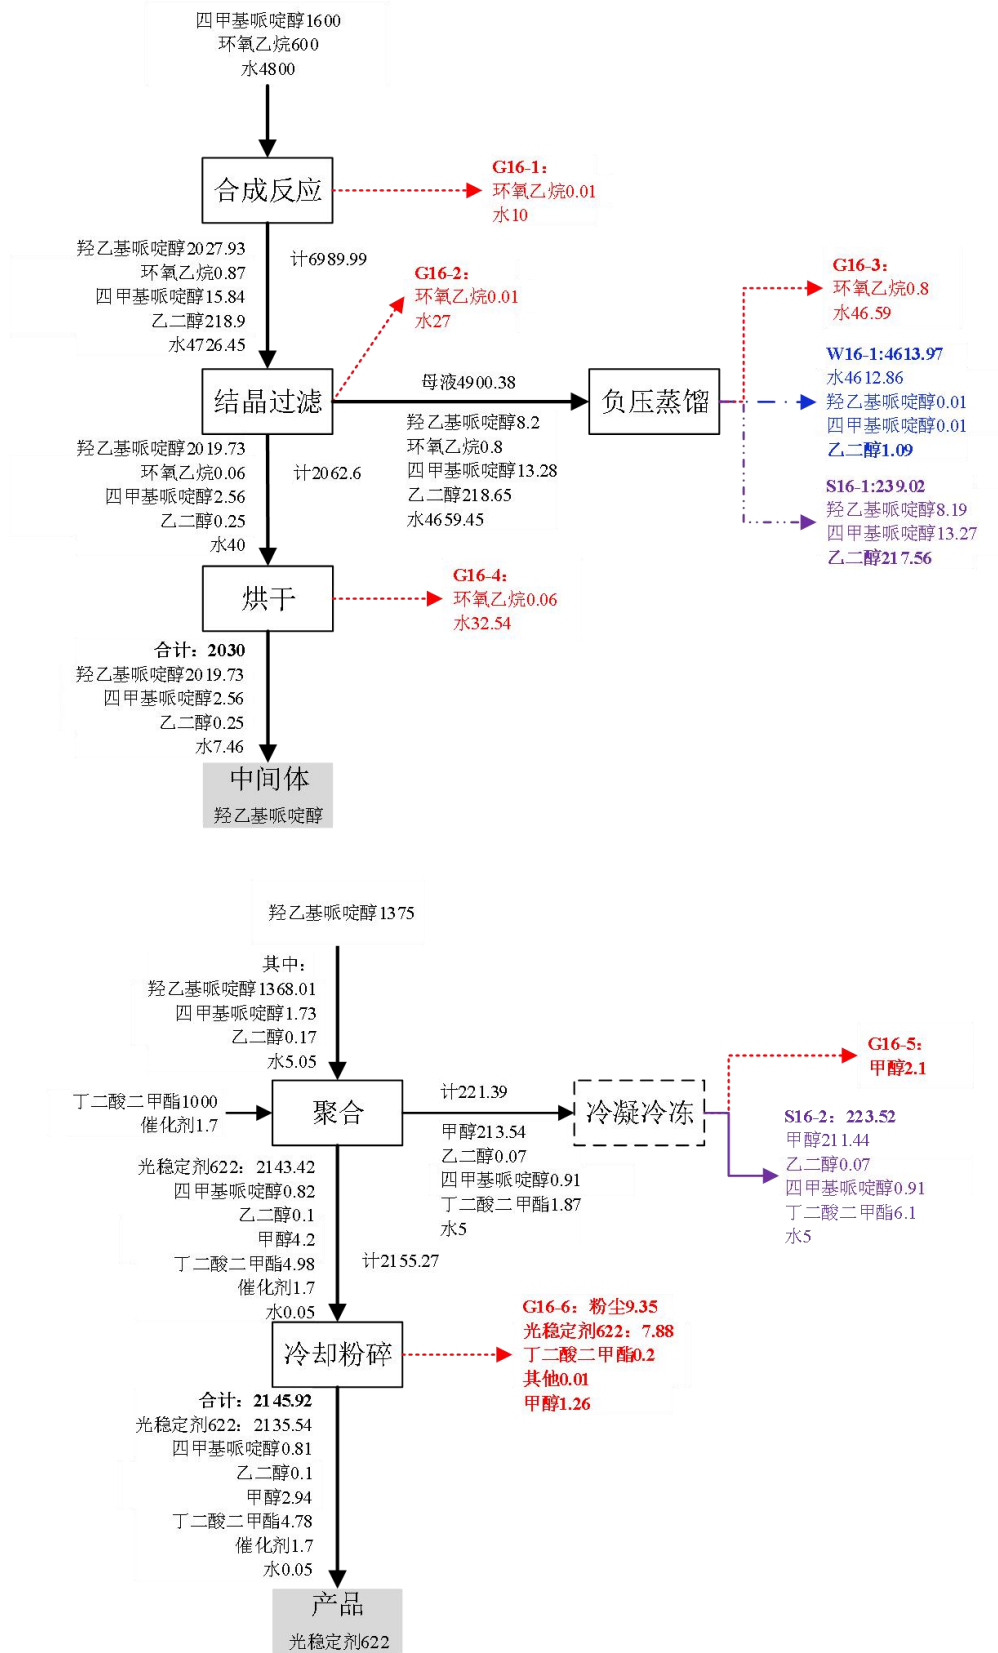 四甲基哌啶醇1600
环氧乙烷600
水4800
合成反应
G16-1：
环氧乙烷0.01
水10
羟乙基哌啶醇2027.93
环氧乙烷0.87
四甲基哌啶醇15.84
乙二醇218.9
水4726.45
计6989.99
G16-2：
环氧乙烷0.01
水27
结晶过滤
母液4900.38
羟乙基哌啶醇8.2
环氧乙烷0.8
四甲基哌啶醇13.28
乙二醇218.65
水4659.45
负压蒸馏
G16-3：
环氧乙烷0.8
水46.59
W16-1:4613.97
水4612.86
羟乙基哌啶醇0.01
四甲基哌啶醇0.01
乙二醇1.09
S16-1:239.02
羟乙基哌啶醇8.19
四甲基哌啶醇13.27
乙二醇217.56
羟乙基哌啶醇2019.73
环氧乙烷0.06
四甲基哌啶醇2.56
乙二醇0.25
水40
计2062.6
烘干
G16-4：
环氧乙烷0.06
水32.54
合计：2030
羟乙基哌啶醇2019.73
四甲基哌啶醇2.56
乙二醇0.25
水7.46
中间体
羟乙基哌啶醇
羟乙基哌啶醇1375
其中：
羟乙基哌啶醇1368.01
四甲基哌啶醇1.73
乙二醇0.17
水5.05
丁二酸二甲酯1000
催化剂1.7
聚合
计221.39
甲醇213.54
乙二醇0.07
四甲基哌啶醇0.91
丁二酸二甲酯1.87
水5
冷凝冷冻
G16-5：
甲醇2.1
S16-2：223.52
甲醇211.44
乙二醇0.07
四甲基哌啶醇0.91
丁二酸二甲酯6.1
水5
光稳定剂622：2143.42
四甲基哌啶醇0.82
乙二醇0.1
甲醇4.2
丁二酸二甲酯4.98
催化剂1.7
水0.05
计2155.27
冷却粉碎
G16-6：粉尘9.35
光稳定剂622：7.88
丁二酸二甲酯0.2
其他0.01
甲醇1.26
合计：2145.92
光稳定剂622：2135.54
四甲基哌啶醇0.81
乙二醇0.1
甲醇2.94
丁二酸二甲酯4.78
催化剂1.7
水0.05
产品
光稳定剂622